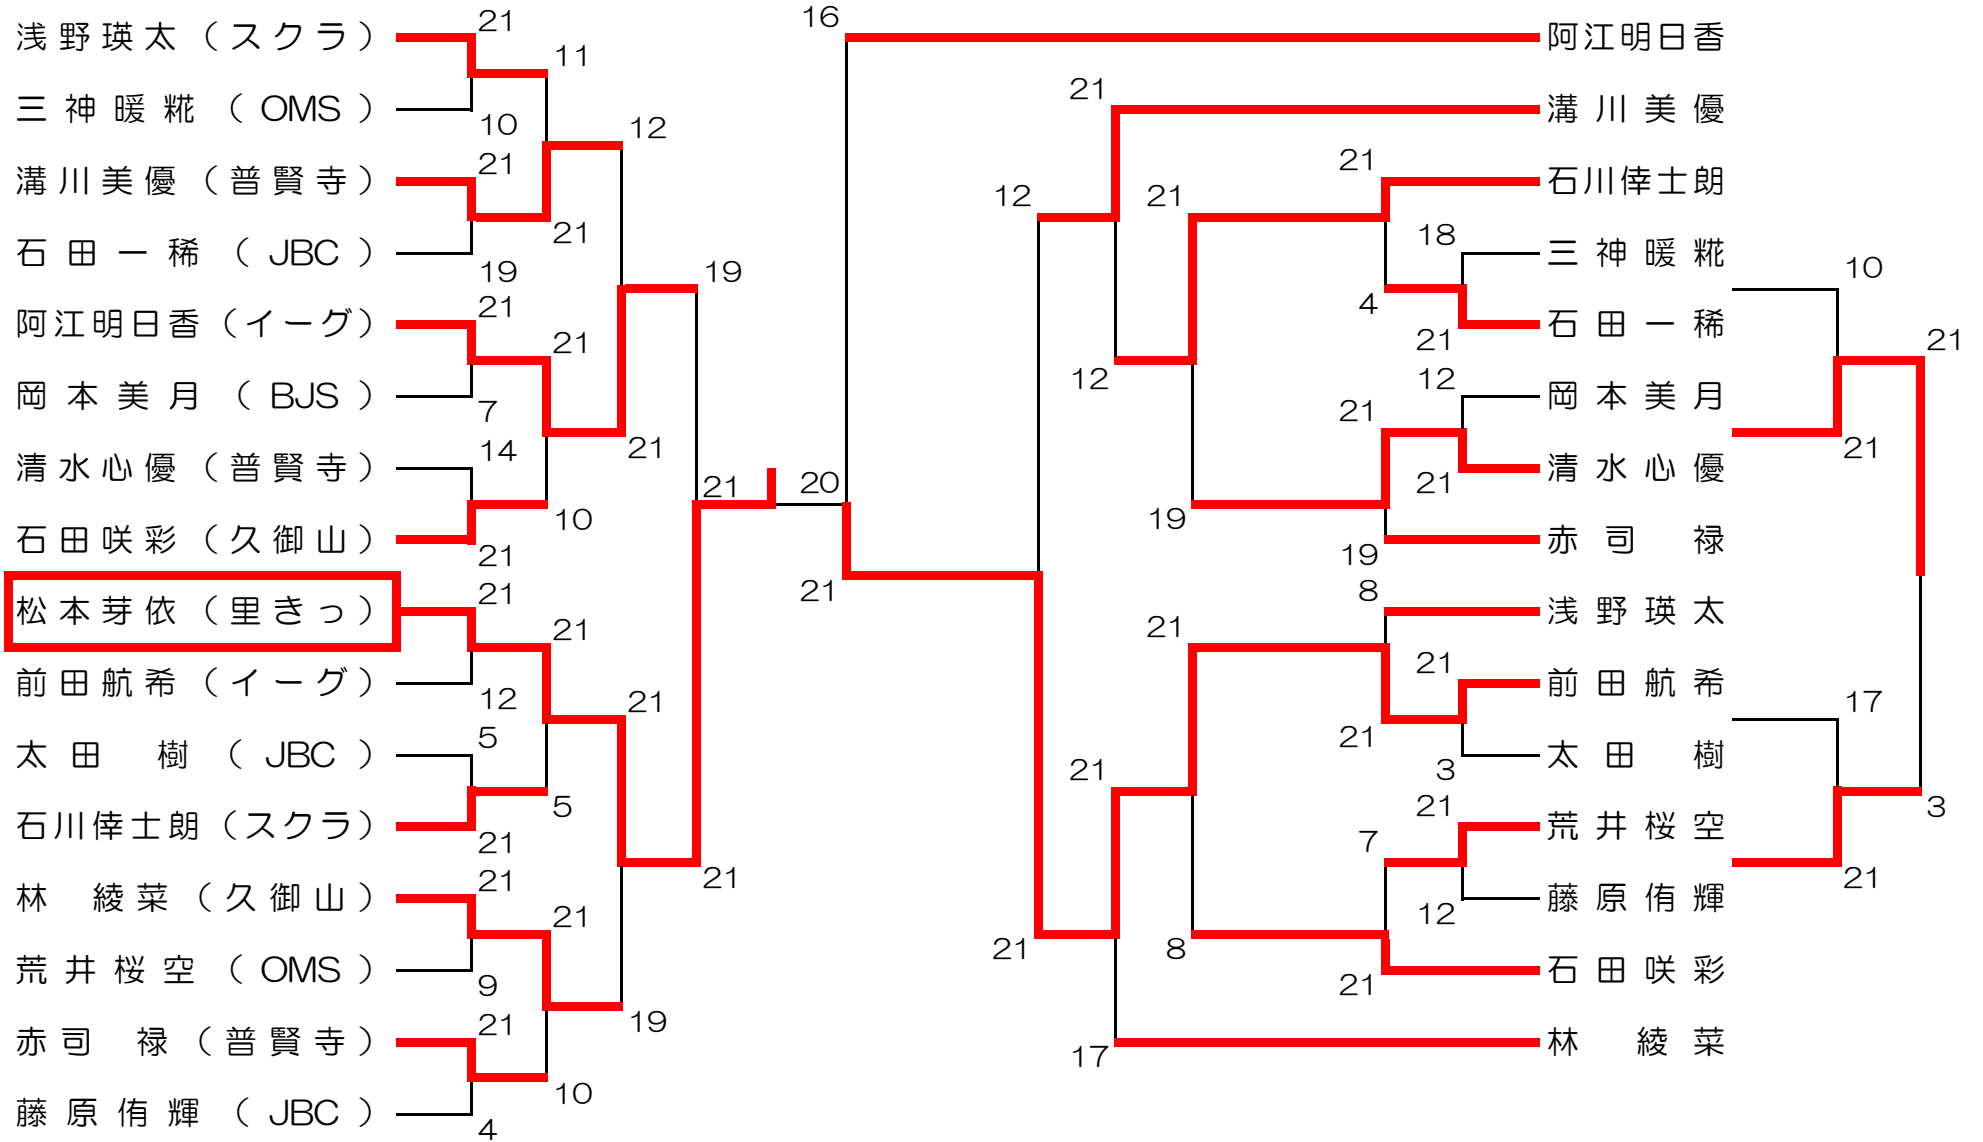 浅野瑛太（スクラ）
三神暖糀（OMS）
溝川美優（普賢寺）
石田一稀（JBC）
阿江明日香（イーグ）
岡本美月（BJS）
清水心優（普賢寺）
石田咲彩（久御山）
松本芽依（里きっ）
前田航希（イーグ）
太田　樹（JBC）
石川倖士朗（スクラ）
林　綾菜（久御山）
荒井桜空（OMS）
赤司　禄（普賢寺）
藤原侑輝（JBC）
21
10
21
19
21
7
14
21
21
12
5
21
21
9
21
4
11
21
21
10
21
5
21
10
12
21
21
19
19
21
21
20
16
21
12
21
21
12
21
17
21
19
21
8
21
4
21
19
8
21
7
21
18
21
12
21
21
3
21
12
阿江明日香
溝川美優
石川倖士朗
三神暖糀
石田一稀
岡本美月
清水心優
赤司　禄
浅野瑛太
前田航希
太田　樹
荒井桜空
藤原侑輝
石田咲彩
林　綾菜
10
21
17
21
21
3